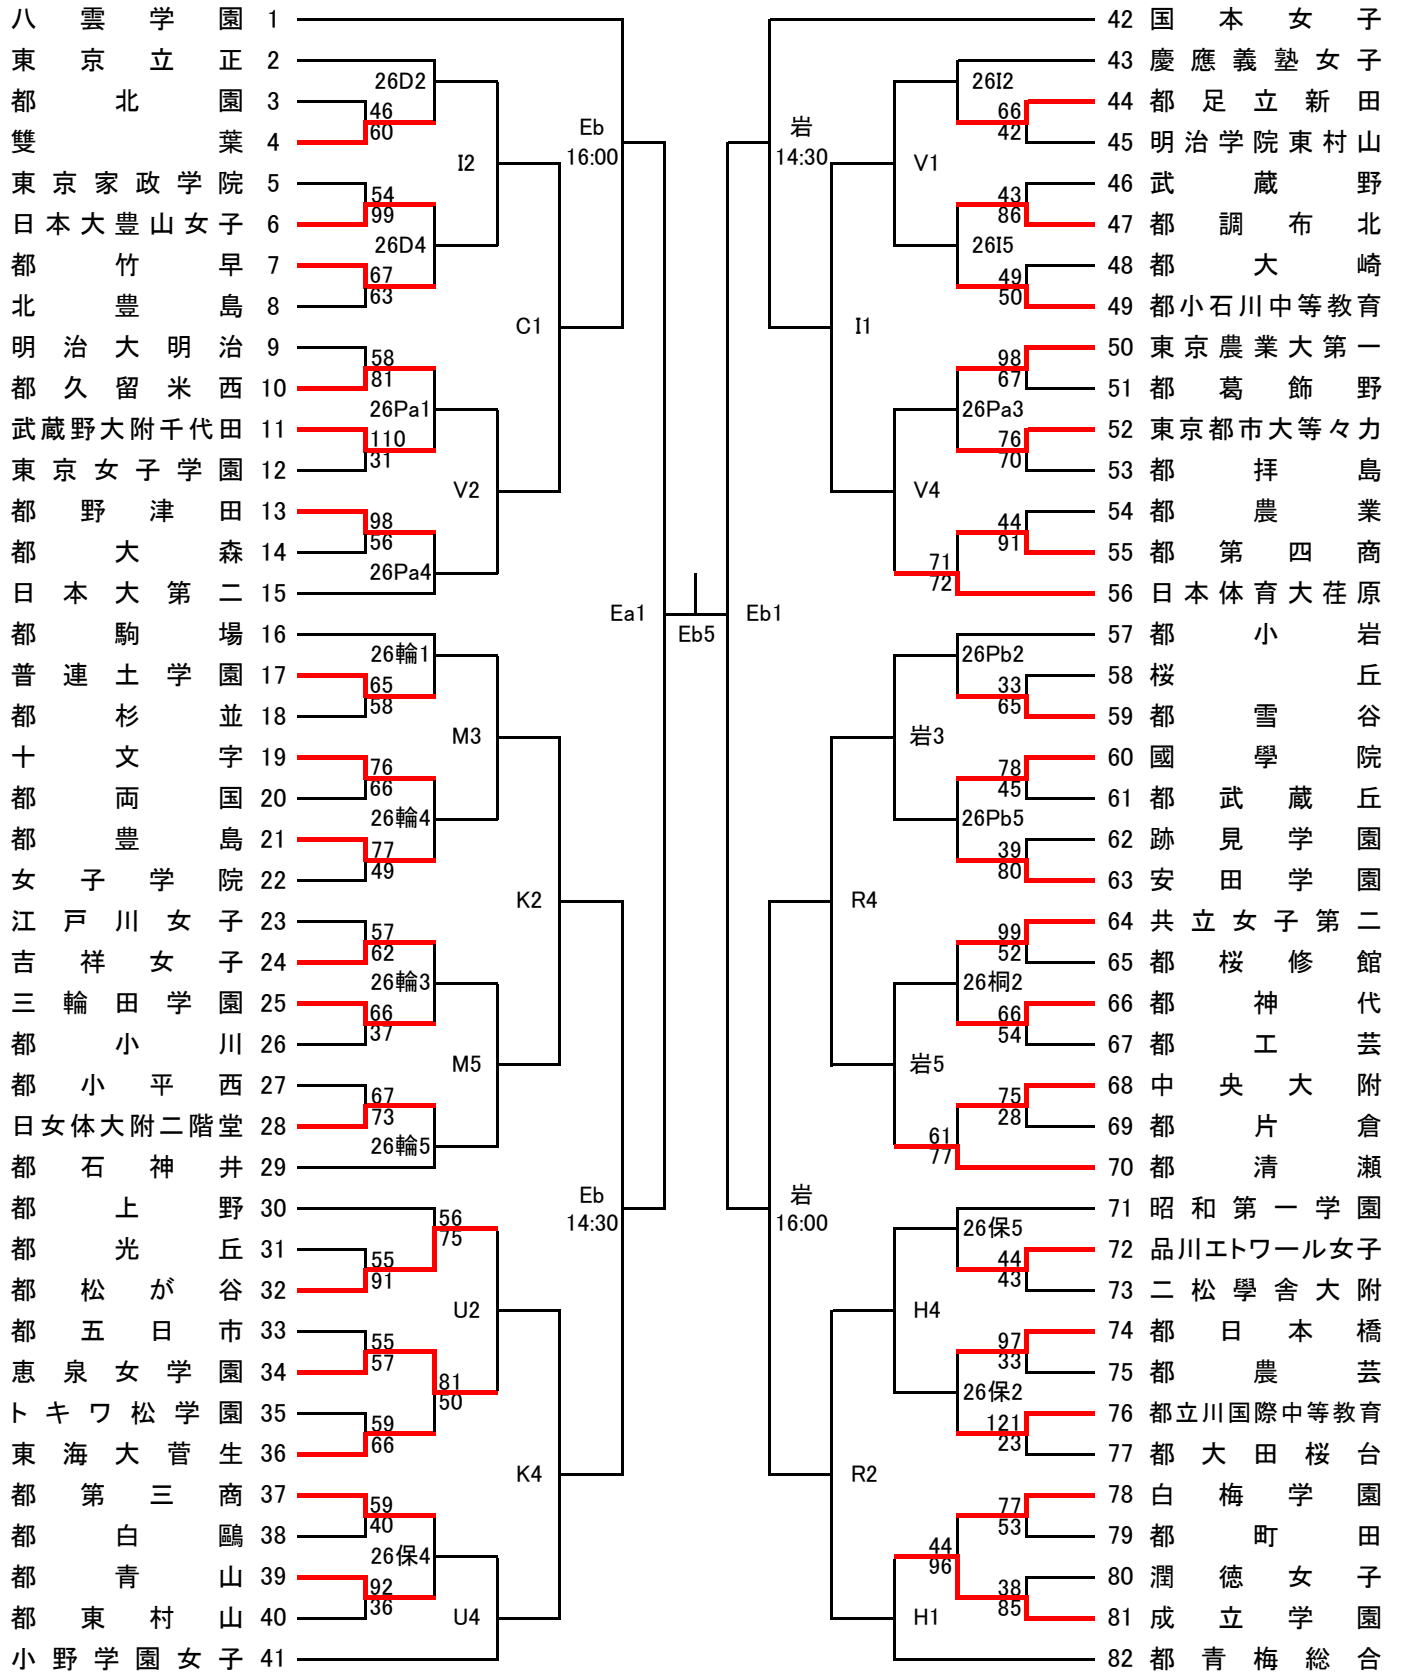 八雲学園 1
東京立正 2
都北園 3
雙葉 4
東京家政学院 5
日本大豊山女子 6
都竹早 7
北豊島 8
明治大明治 9
都久留米西 10
武蔵野大附千代田 11
東京女子学園 12
都野津田 13
都大森 14
日本大第二 15
都駒場 16
普連土学園 17
都杉並 18
十文字 19
都両国 20
都豊島 21
女子学院 22
江戸川女子 23
吉祥女子 24
三輪田学園 25
都小川 26
都小平西 27
日女体大附二階堂 28
都石神井 29
都上野 30
都光丘 31
都松が谷 32
都五日市 33
恵泉女学園 34
トキワ松学園 35
東海大菅生 36
都第三商 37
都白鷗 38
都青山 39
都東村山 40
小野学園女子 41
26D2
46
60
54
99
26D4
67
63
58
81
26Pa1
110
31
98
56
26Pa4
26輪1
65
58
76
66
26輪4
77
49
57
62
26輪3
66
37
67
73
26輪5
56
75
55
91
55
57
81
50
59
66
59
40
26保4
92
36
I2
V2
M3
M5
U2
U4
C1
K2
K4
Eb
16:00
Eb
14:30
Ea1
Eb5
Eb1
岩
14:30
岩
16:00
I1
R4
R2
V1
V4
岩3
岩5
H4
H1
26I2
66
42
43
86
26I5
49
50
98
67
26Pa3
76
70
44
91
71
72
26Pb2
33
65
78
45
26Pb5
39
80
99
52
26桐2
66
54
75
28
61
77
26保5
44
43
97
33
26保2
121
23
77
53
44
96
38
85
42 国本女子
43 慶應義塾女子
44 都足立新田
45 明治学院東村山
46 武蔵野
47 都調布北
48 都大崎
49 都小石川中等教育
50 東京農業大第一
51 都葛飾野
52 東京都市大等々力
53 都拝島
54 都農業
55 都第四商
56 日本体育大荏原
57 都小岩
58 桜丘
59 都雪谷
60 國學院
61 都武蔵丘
62 跡見学園
63 安田学園
64 共立女子第二
65 都桜修館
66 都神代
67 都工芸
68 中央大附
69 都片倉
70 都清瀬
71 昭和第一学園
72 品川エトワール女子
73 二松學舎大附
74 都日本橋
75 都農芸
76 都立川国際中等教育
77 都大田桜台
78 白梅学園
79 都町田
80 潤徳女子
81 成立学園
82 都青梅総合